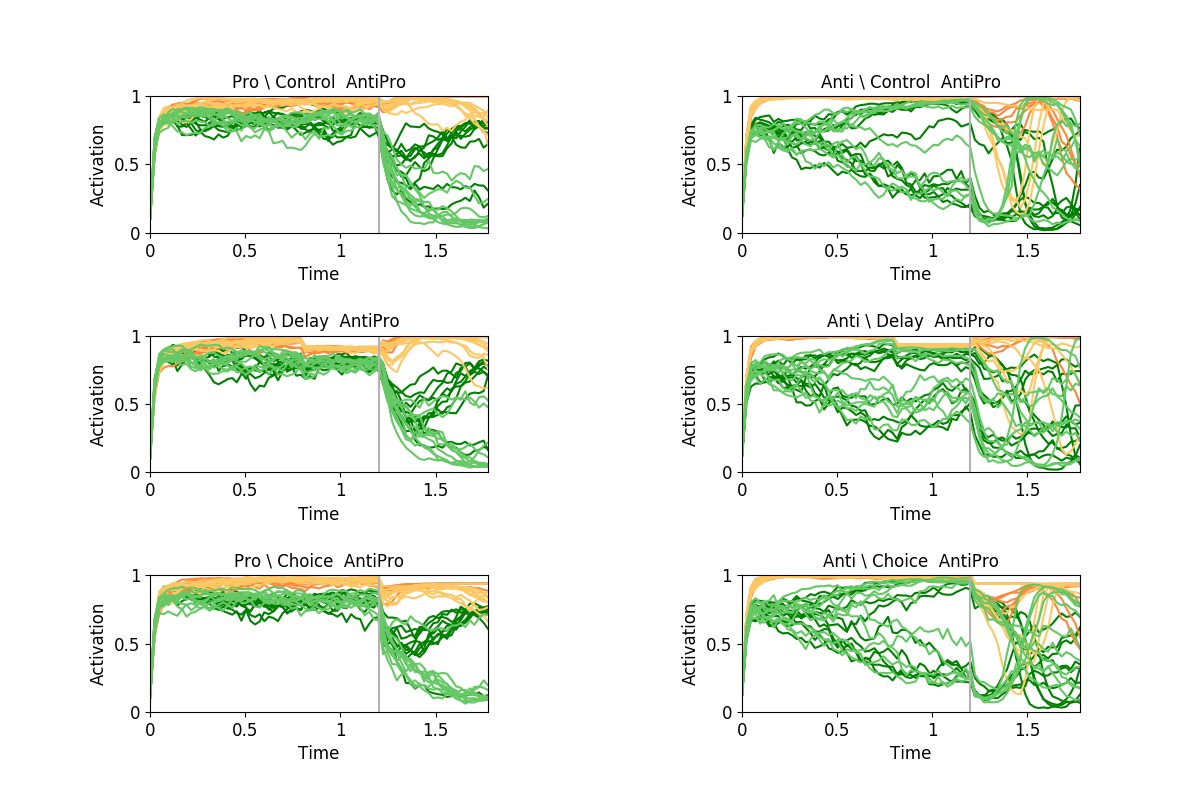 Pro \ Control  AntiPro
Anti \ Control  AntiPro
1
0.5
0
Activation
0
0.5
1
1.5
Time
1
0.5
0
Activation
0
0.5
1
1.5
Time
Pro \ Delay  AntiPro
Anti \ Delay  AntiPro
1
0.5
0
Activation
0
0.5
1
1.5
Time
1
0.5
0
Activation
0
0.5
1
1.5
Time
Pro \ Choice  AntiPro
Anti \ Choice  AntiPro
1
0.5
0
Activation
0
0.5
1
1.5
Time
1
0.5
0
Activation
0
0.5
1
1.5
Time